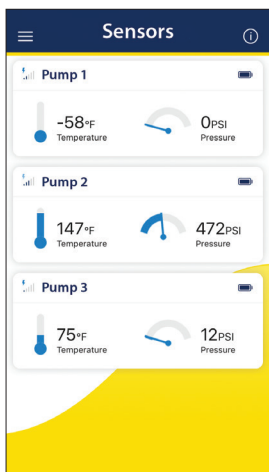 Sensors
Pump 1
-58°F
Temperature
0PSI
Pressure
Pump 2
147°F
Temperature
472PSI
Pressure
Pump 3
75°F
Temperature
12PSI
Pressure